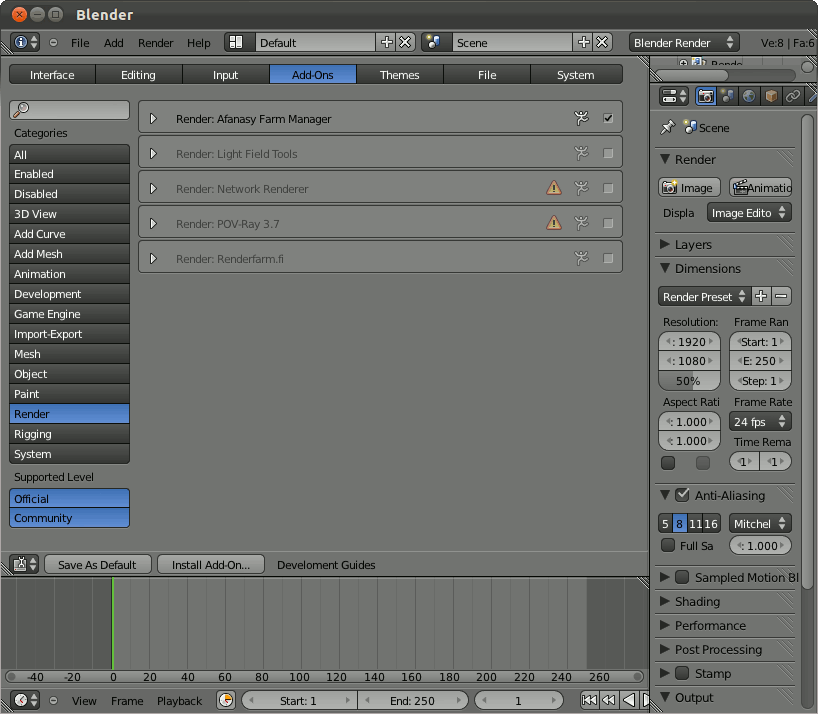 Blender
File Add Render Help Default Scene Blender Render Ve:8 | Fa:6
Interface Editing Input Add-Ons Themes File System
Categories
All
Enabled
Disabled
3D View
Add Curve
Add Mesh
Animation
Development
Game Engine
Import-Export
Mesh
Object
Paint
Render
Rigging
System
Supported Level
Official
Community
Render: Afanasy Farm Manager
Render: Light Field Tools
Render: Network Renderer
Render: POV-Ray 3.7
Render: Renderfarm.fi
Save As Default Install Add-On... Develoment Guides
-40 -20 0 20 40 60 80 100 120 140 160 180 200 220 240 260
View Frame Playback Start: 1 End: 250 1
Scene
Render
Image Animatio
Displa Image Edito
Layers
Dimensions
Render Preset
Resolution: Frame Ran
: 1920 Start: 1
: 1080 E: 250
50% Step: 1
Aspect Rati Frame Rate
: 1.000 24 fps
: 1.000 Time Rema
1 1
Anti-Aliasing
5 8 11 16 Mitchel
Full Sa : 1.000
Sampled Motion Bl
Shading
Performance
Post Processing
Stamp
Output